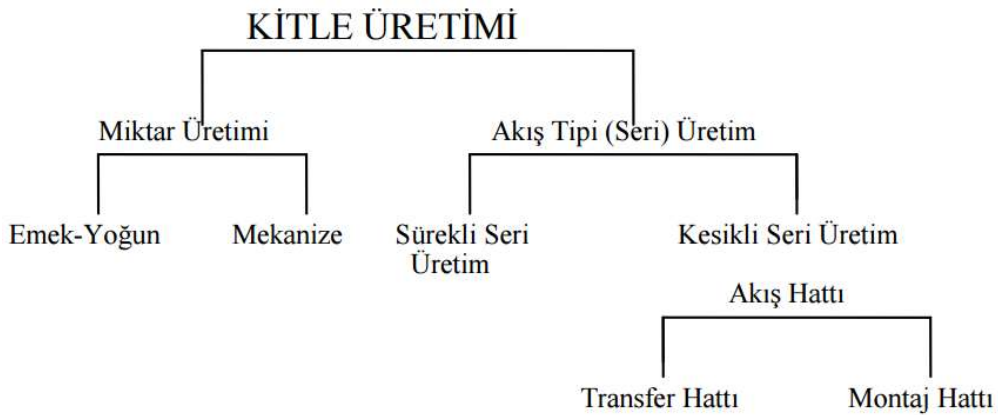 KİTLE ÜRETİMİ
Miktar Üretimi
Akış Tipi (Seri) Üretim
Emek-Yoğun
Mekanize
Sürekli Seri
Üretim
Kesikli Seri Üretim
Akış Hattı
Transfer Hattı
Montaj Hattı